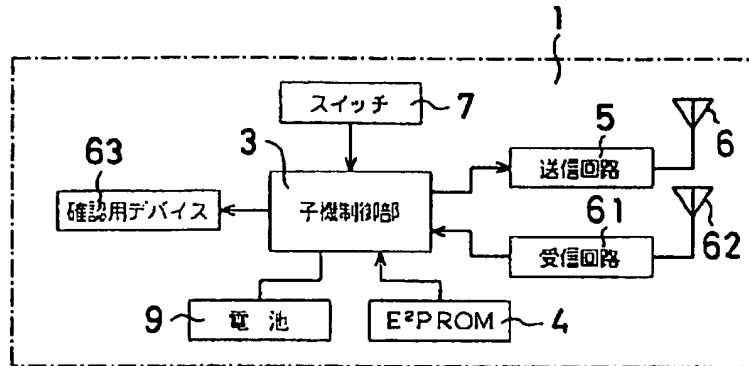 1
スイッチ 7
3 5 6
63 送信回路
確認用デバイス 子機制御部 61 62
受信回路
9 電池 E²PROM 4